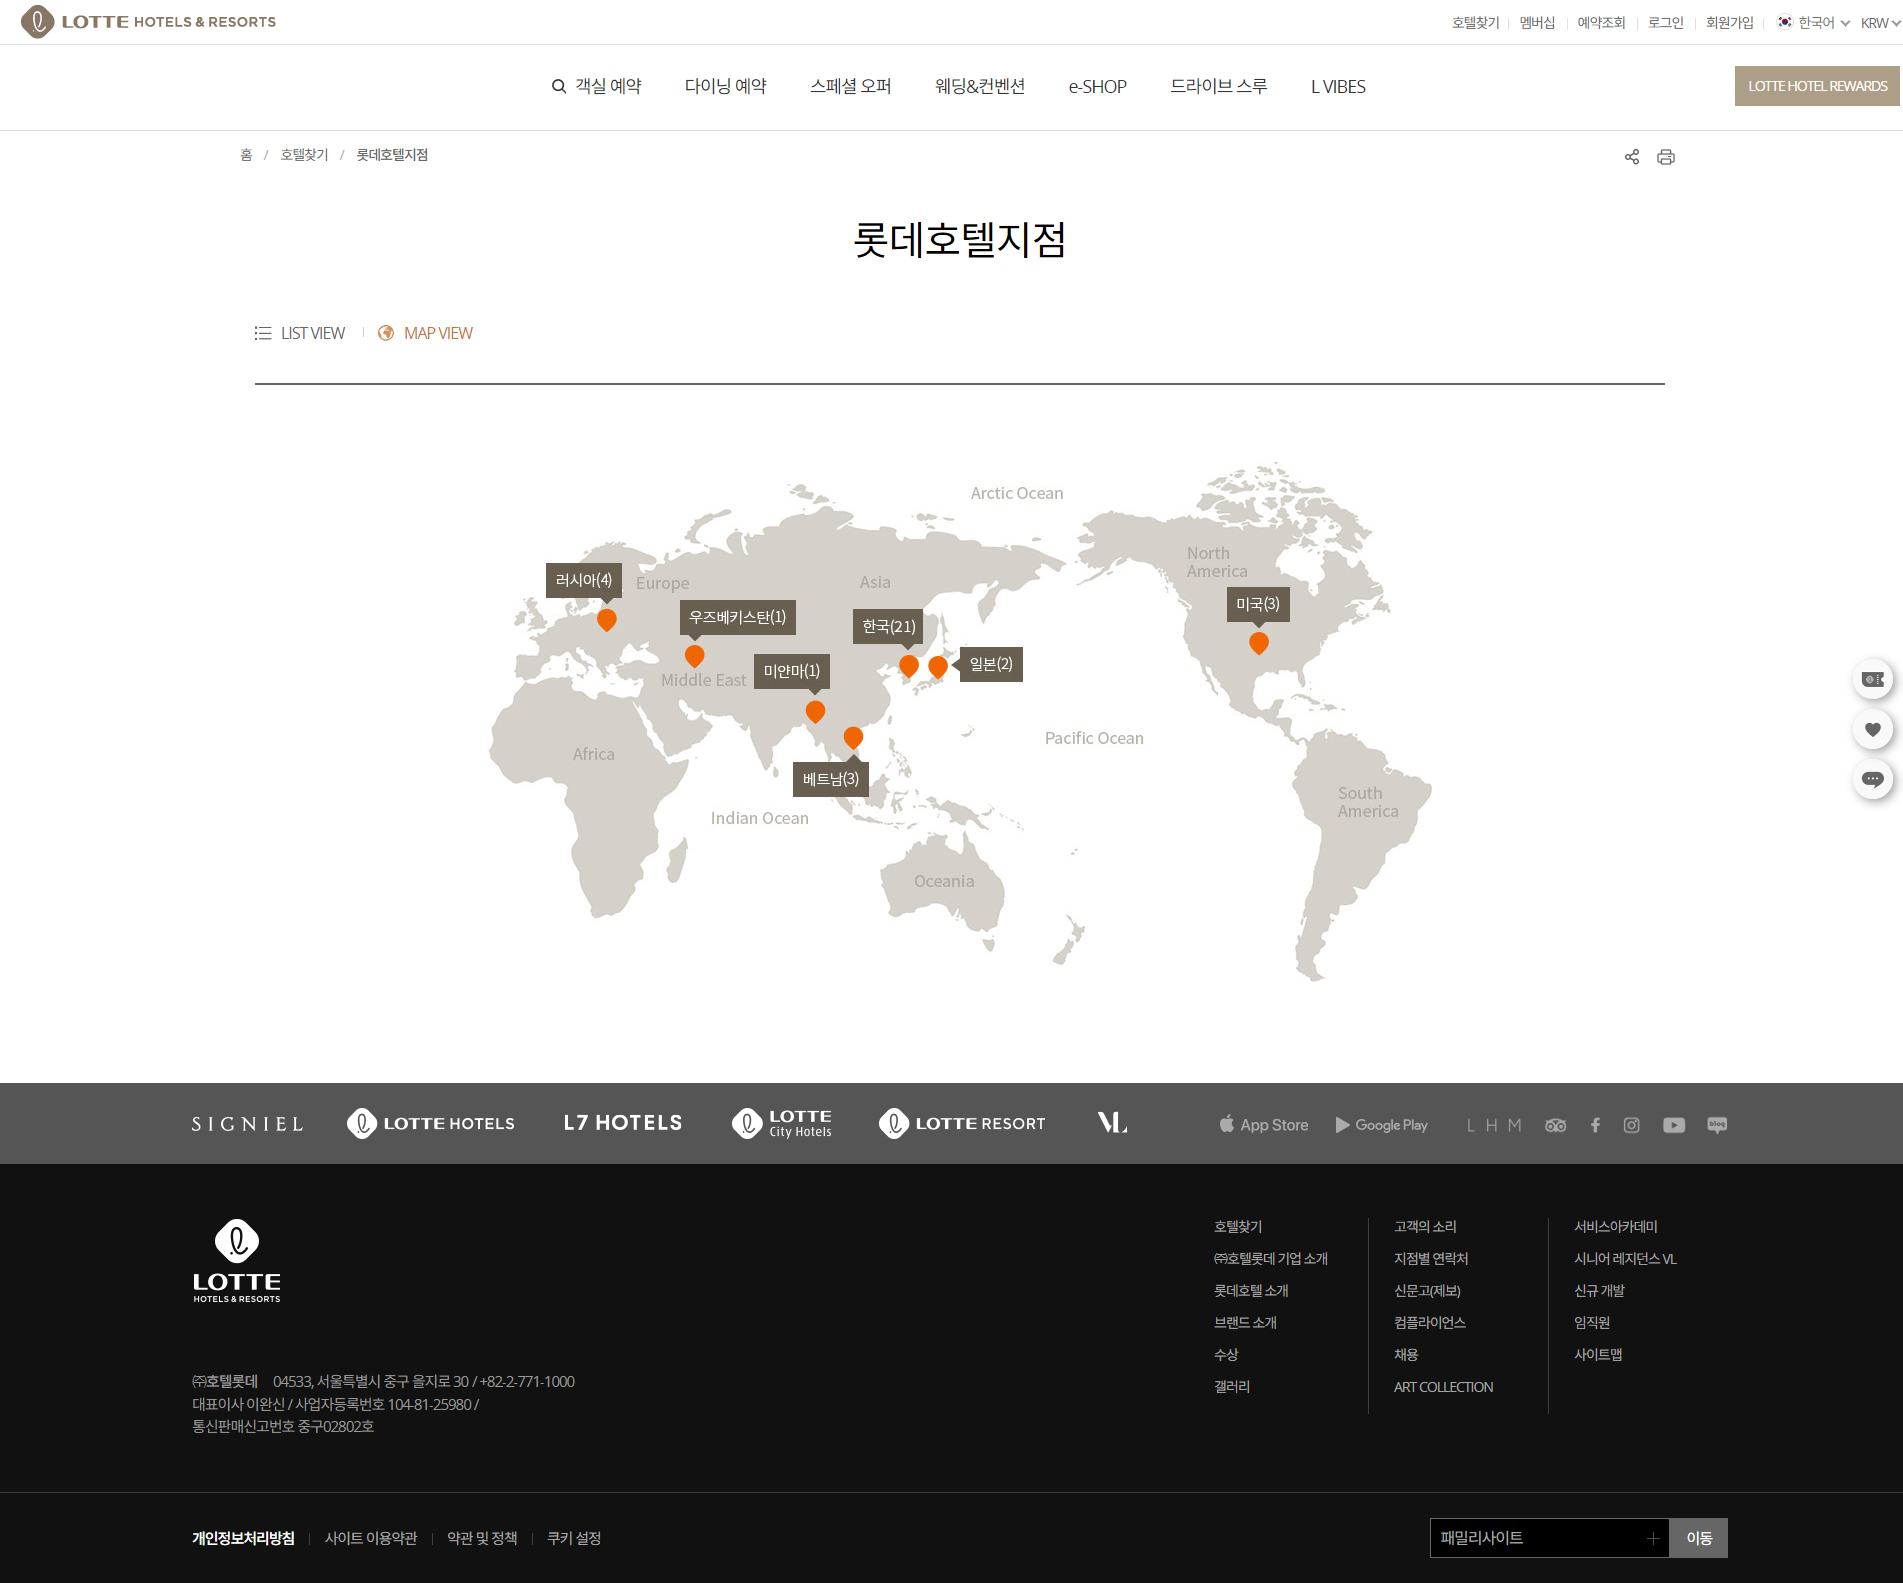 LOTTE HOTELS & RESORTS
호텔찾기 멤버십 예약조회 로그인 회원가입 한국어 KRW
객실 예약 다이닝 예약 스페셜 오퍼 웨딩&컨벤션 e-SHOP 드라이브 스루 L VIBES
LOTTE HOTEL REWARDS
홈 / 호텔찾기 / 롯데호텔지점
롯데호텔지점
LIST VIEW MAP VIEW
Arctic Ocean
North
America
러시아(4)
Europe
Asia
미국(3)
우즈베키스탄(1)
한국(21)
일본(2)
미얀마(1)
Middle East
Africa
Pacific Ocean
베트남(3)
South
America
Indian Ocean
Oceania
SIGNIEL LOTTE HOTELS L7 HOTELS LOTTE City Hotels LOTTE RESORT VL App Store Google Play L H M blog
LOTTE
HOTELS & RESORTS
호텔찾기
㈜호텔롯데 기업 소개
롯데호텔 소개
브랜드 소개
수상
갤러리
고객의 소리
지점별 연락처
신문고(제보)
컴플라이언스
채용
ART COLLECTION
서비스아카데미
시니어 레지던스 VL
신규 개발
임직원
사이트맵
㈜호텔롯데 04533, 서울특별시 중구 을지로 30 / +82-2-771-1000
대표이사 이완신 / 사업자등록번호 104-81-25980 /
통신판매신고번호 중구02802호
개인정보처리방침 사이트 이용약관 약관 및 정책 쿠키 설정
패밀리사이트 이동